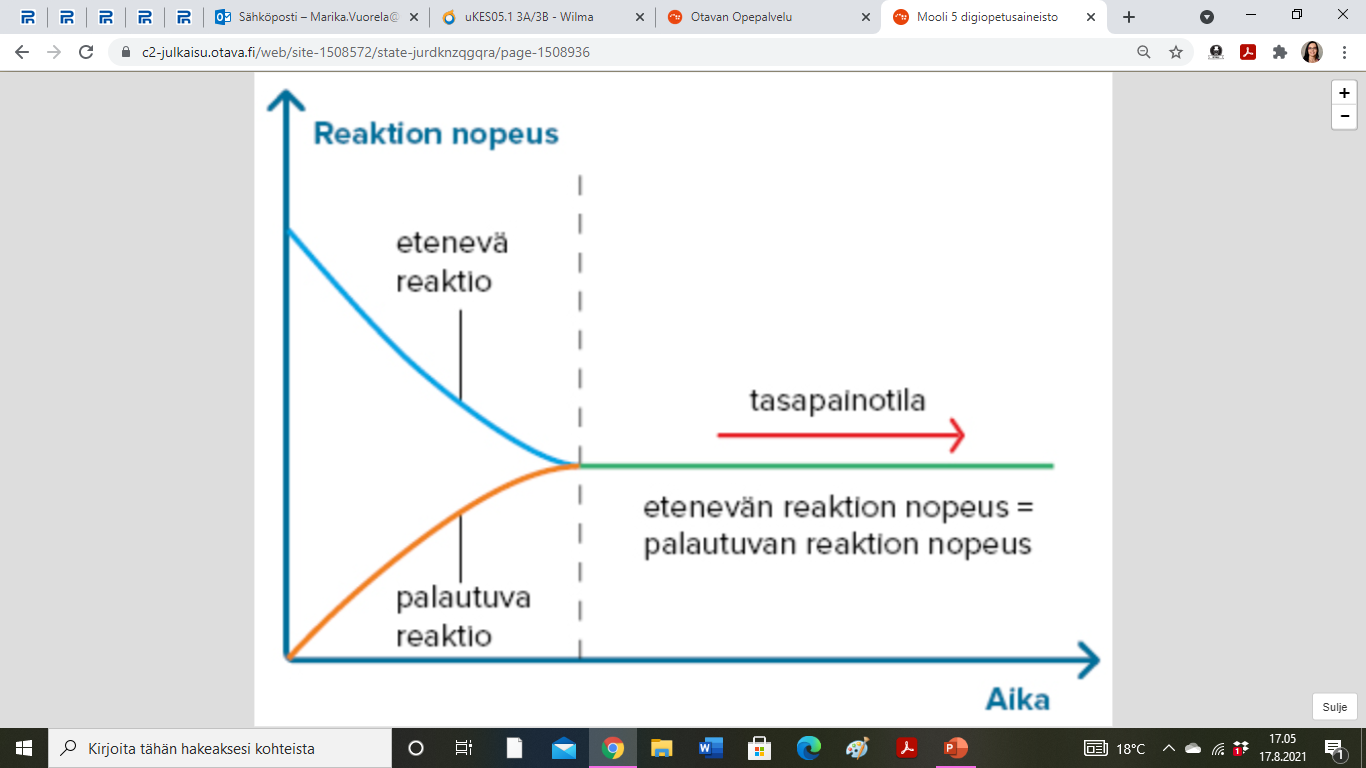 Sähköposti – Marika.Vuorela@
uKES05.1 3A/3B - Wilma
Otavan Opepalvelu
Mooli 5 digiopetusaineisto
c2-julkaisu.otava.fi/web/site-1508572/state-jurdknzqgqra/page-1508936
+
-
Reaktion nopeus
etenevä
reaktio
tasapainotila
etenevän reaktion nopeus =
palautuvan reaktion nopeus
palautuva
reaktio
Aika
Sulje
Kirjoita tähän hakeaksesi kohteista
18°C
17.05
17.8.2021